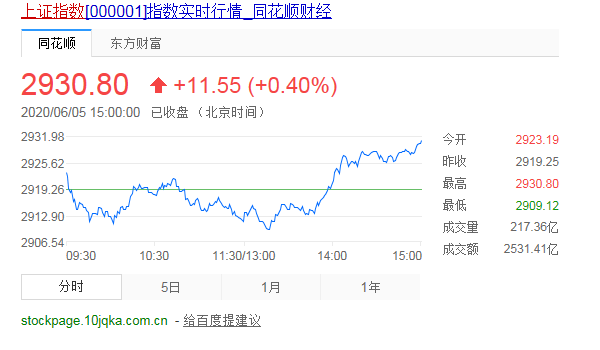 上证指数[000001]指数实时行情_同花顺财经
同花顺 东方财富
2930.80 +11.55 (+0.40%)
2020/06/05 15:00:00 已收盘 （北京时间）
2931.98
2925.62
2919.26
2912.90
2906.54
09:30 10:30 11:30/13:00 14:00 15:00
今开 2923.19
昨收 2919.25
最高 2930.80
最低 2909.12
成交量 217.36亿
成交额 2531.41亿
分时 5日 1月 1年
stockpage.10jqka.com.cn - 给百度提建议